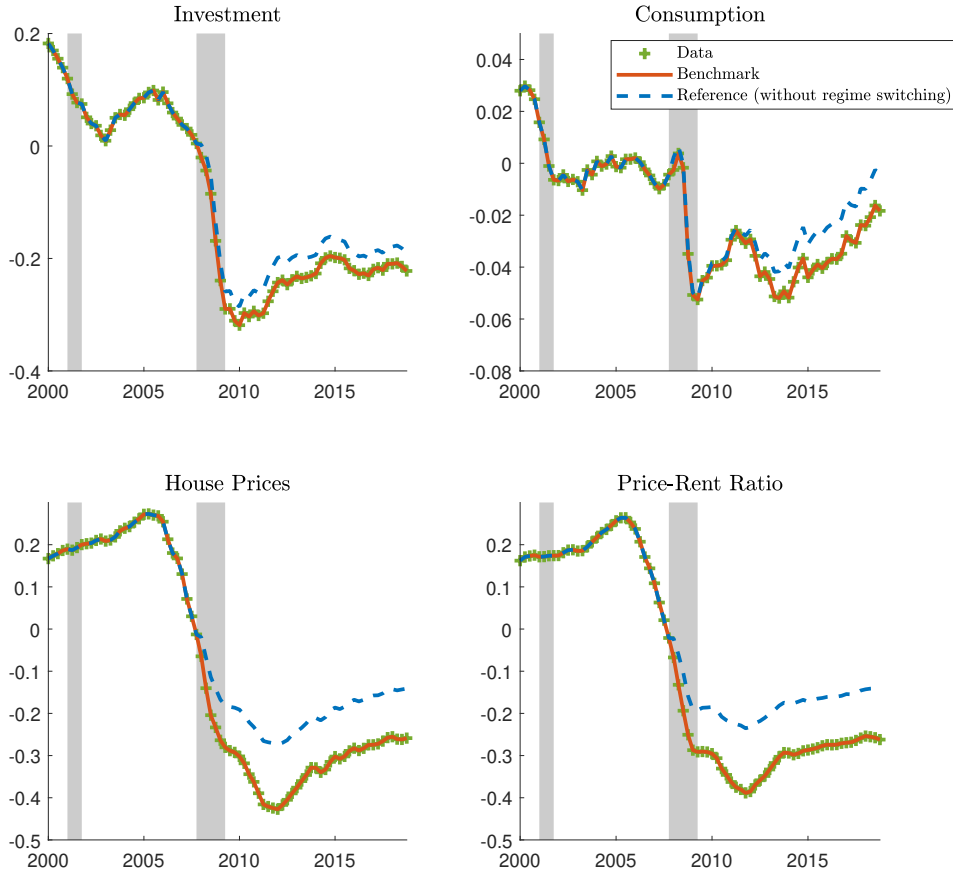 Investment
0.2
0
-0.2
-0.4
2000 2005 2010 2015
Consumption
Data
Benchmark
Reference (without regime switching)
0.04
0.02
0
-0.02
-0.04
-0.06
-0.08
2000 2005 2010 2015
House Prices
0.2
0.1
0
-0.1
-0.2
-0.3
-0.4
-0.5
2000 2005 2010 2015
Price-Rent Ratio
0.2
0.1
0
-0.1
-0.2
-0.3
-0.4
-0.5
2000 2005 2010 2015